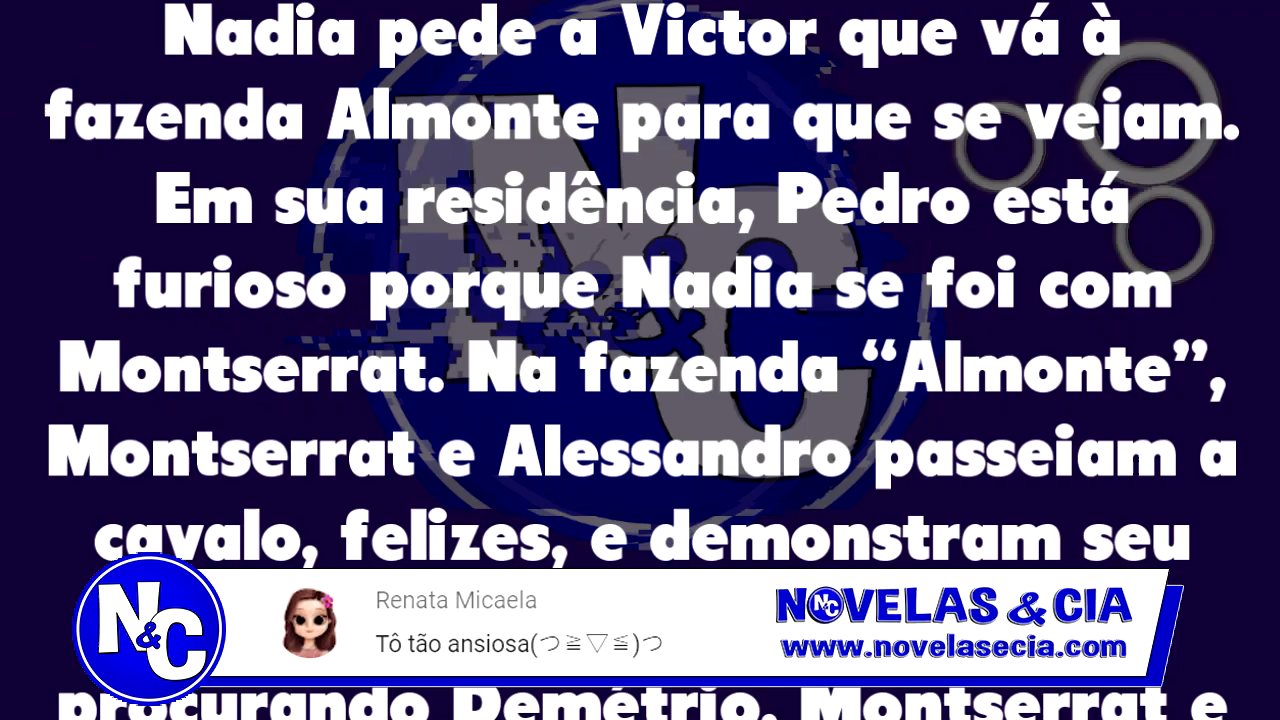 Nadia pede a Victor que vá à
fazenda Almonte para que se vejam.
Em sua residência, Pedro está
furioso porque Nadia se foi com
Montserrat. Na fazenda “Almonte”,
Montserrat e Alessandro passeiam a
cavalo, felizes, e demonstram seu
N&C
Renata Micaela
Tô tão ansiosa(つ≧▽≦)つ
NOVELAS & CIA
www.novelasecia.com
procurando Demétrio. Montserrat e